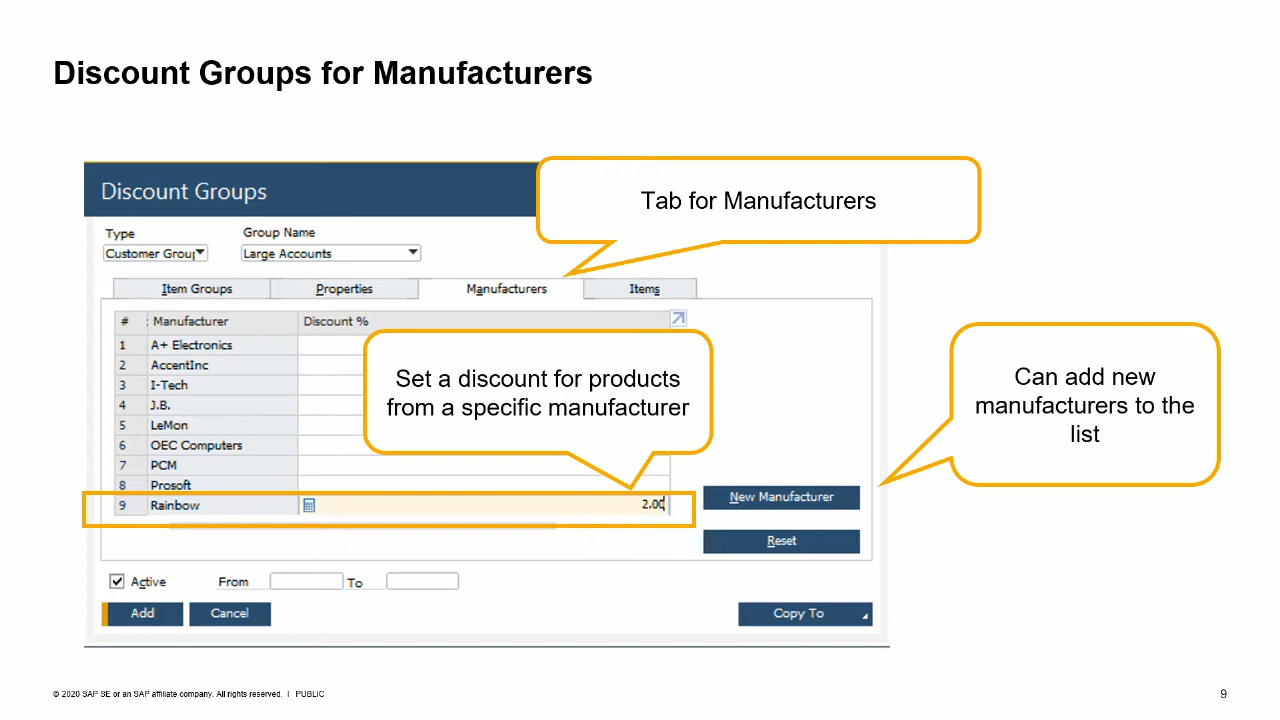 Discount Groups for Manufacturers
Discount Groups
Tab for Manufacturers
Type
Group Name
Customer Grou
Large Accounts
Item Groups
Properties
Manufacturers
Items
# : Manufacturer Discount %
1 A+ Electronics
2 AccentInc
3 I-Tech
4 J.B.
5 LeMon
6 OEC Computers
7 PCM
8 Prosoft
9 Rainbow 2.00
Set a discount for products
from a specific manufacturer
Can add new
manufacturers to the
list
New Manufacturer
Reset
Active From To
Add
Cancel
Copy To
© 2020 SAP SE or an SAP affiliate company. All rights reserved. I PUBLIC
9